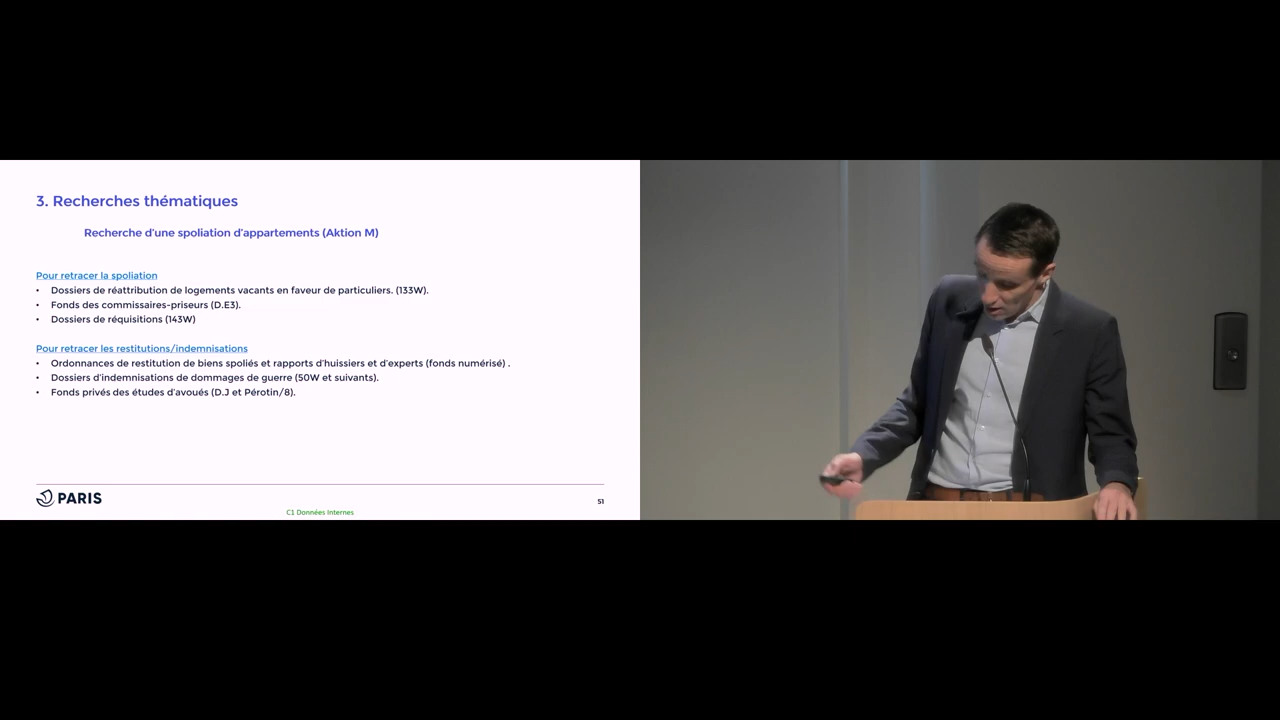 3. Recherches thématiques
Recherche d'une spoliation d'appartements (Aktion M)
Pour retracer la spoliation
• Dossiers de réattribution de logements vacants en faveur de particuliers. (133W).
• Fonds des commissaires-priseurs (D.E3).
• Dossiers de réquisitions (143W)
Pour retracer les restitutions/indemnisations
• Ordonnances de restitution de biens spoliés et rapports d'huissiers et d'experts (fonds numérisé) .
• Dossiers d'indemnisations de dommages de guerre (50W et suivants).
• Fonds privés des études d'avoués (D.J et Pérotin/8).
PARIS
51
C1 Données Internes